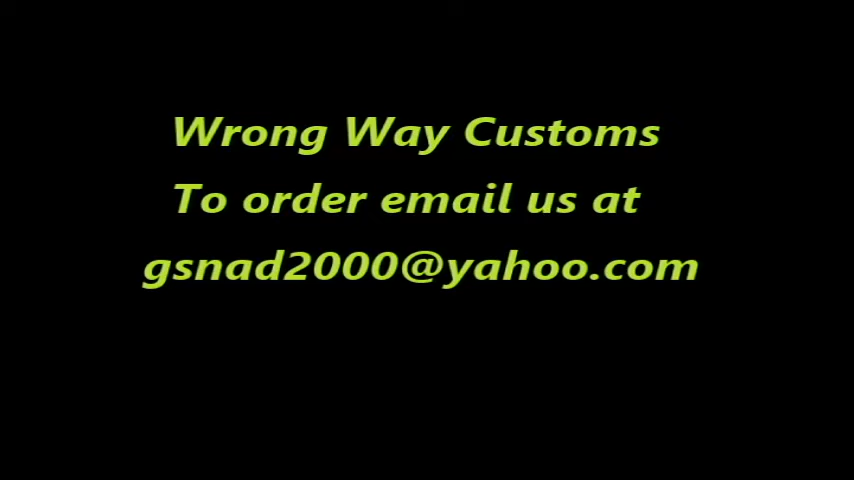 Wrong Way Customs
To order email us at
gsnad2000@yahoo.com